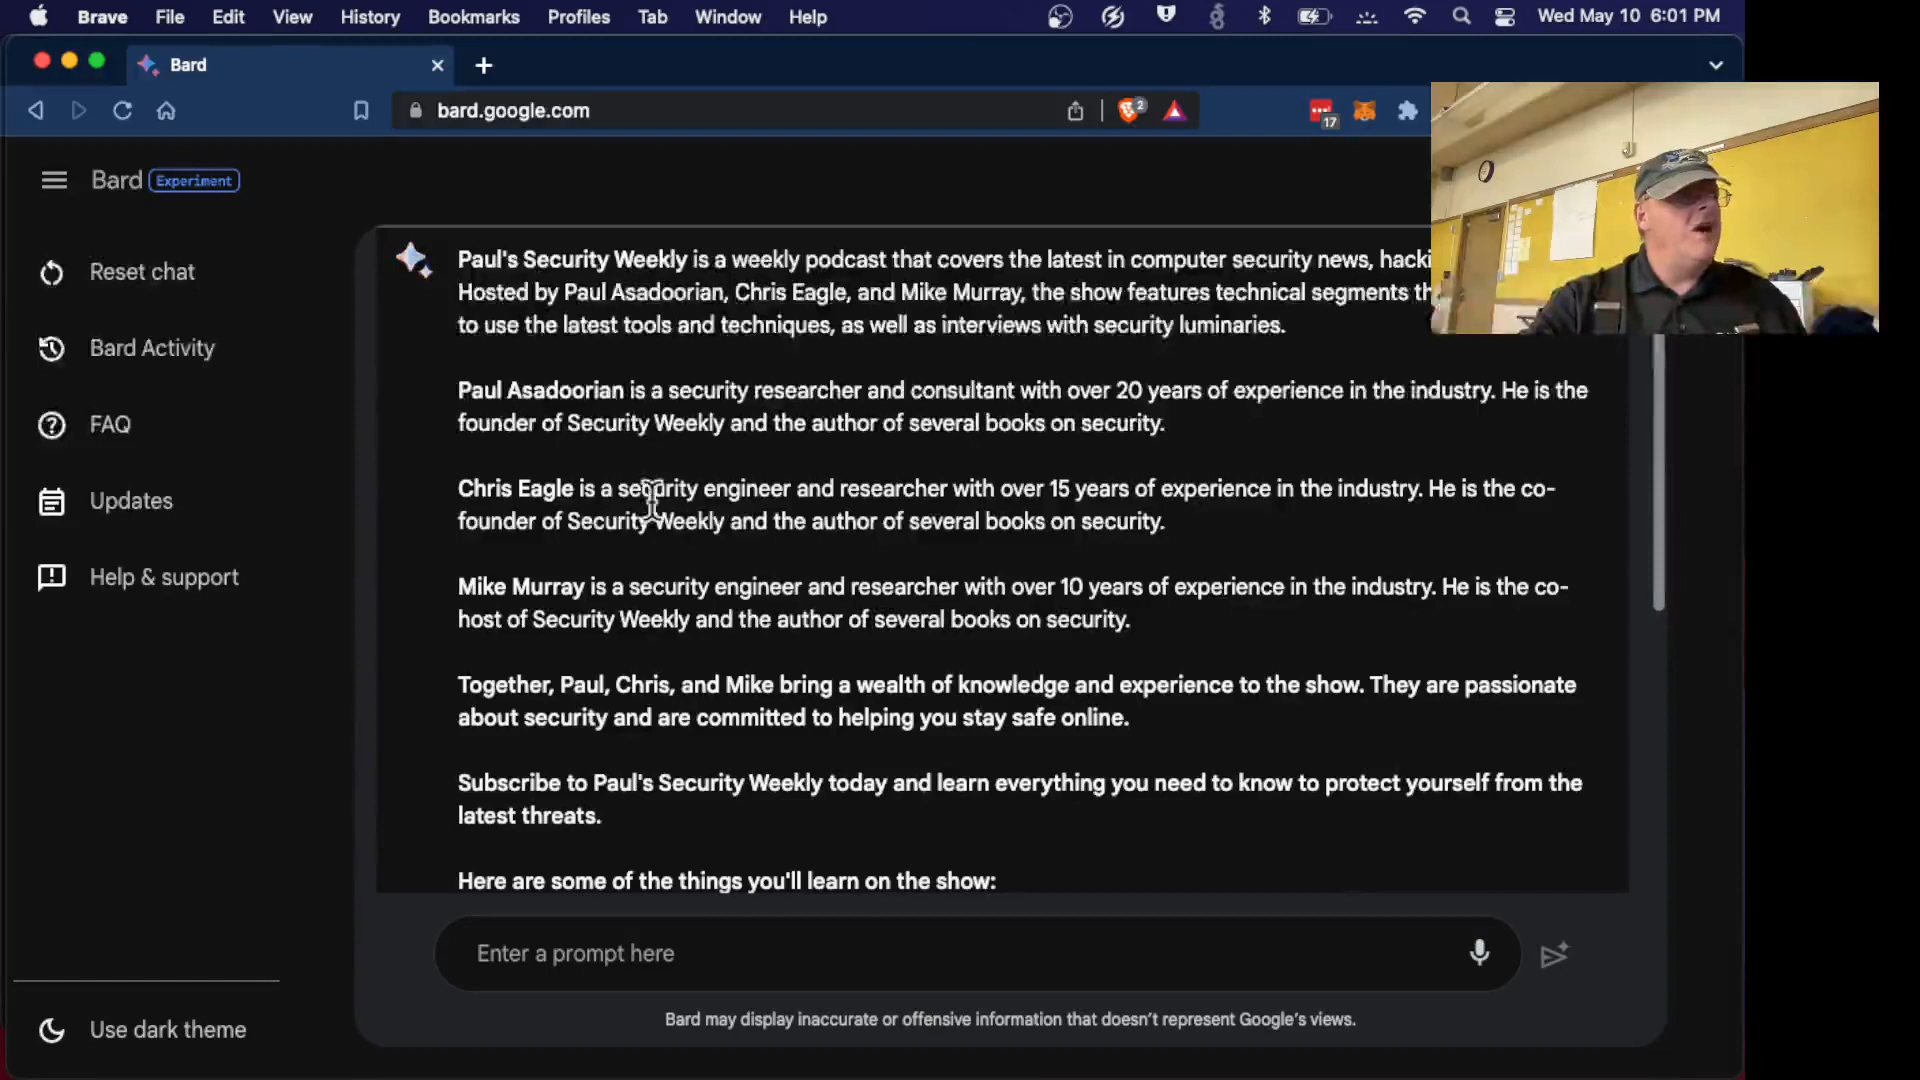 Brave File Edit View History Bookmarks Profiles Tab Window Help Wed May 10 6:01 PM
Bard
bard.google.com 2 17
Bard Experiment
Reset chat
Bard Activity
FAQ
Updates
Help & support
Use dark theme
Paul's Security Weekly is a weekly podcast that covers the latest in computer security news, hacki
Hosted by Paul Asadoorian, Chris Eagle, and Mike Murray, the show features technical segments th
to use the latest tools and techniques, as well as interviews with security luminaries.
Paul Asadoorian is a security researcher and consultant with over 20 years of experience in the industry. He is the
founder of Security Weekly and the author of several books on security.
Chris Eagle is a security engineer and researcher with over 15 years of experience in the industry. He is the co-
founder of Security Weekly and the author of several books on security.
Mike Murray is a security engineer and researcher with over 10 years of experience in the industry. He is the co-
host of Security Weekly and the author of several books on security.
Together, Paul, Chris, and Mike bring a wealth of knowledge and experience to the show. They are passionate
about security and are committed to helping you stay safe online.
Subscribe to Paul's Security Weekly today and learn everything you need to know to protect yourself from the
latest threats.
Here are some of the things you'll learn on the show:
Enter a prompt here
Bard may display inaccurate or offensive information that doesn't represent Google's views.